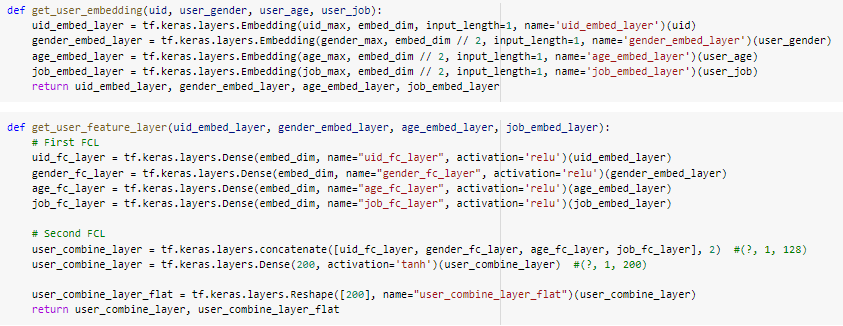 def get_user_embedding(uid, user_gender, user_age, user_job):
    uid_embed_layer = tf.keras.layers.Embedding(uid_max, embed_dim, input_length=1, name='uid_embed_layer')(uid)
    gender_embed_layer = tf.keras.layers.Embedding(gender_max, embed_dim // 2, input_length=1, name='gender_embed_layer')(user_gender)
    age_embed_layer = tf.keras.layers.Embedding(age_max, embed_dim // 2, input_length=1, name='age_embed_layer')(user_age)
    job_embed_layer = tf.keras.layers.Embedding(job_max, embed_dim // 2, input_length=1, name='job_embed_layer')(user_job)
    return uid_embed_layer, gender_embed_layer, age_embed_layer, job_embed_layer
def get_user_feature_layer(uid_embed_layer, gender_embed_layer, age_embed_layer, job_embed_layer):
    # First FCL
    uid_fc_layer = tf.keras.layers.Dense(embed_dim, name="uid_fc_layer", activation='relu')(uid_embed_layer)
    gender_fc_layer = tf.keras.layers.Dense(embed_dim, name="gender_fc_layer", activation='relu')(gender_embed_layer)
    age_fc_layer = tf.keras.layers.Dense(embed_dim, name="age_fc_layer", activation='relu')(age_embed_layer)
    job_fc_layer = tf.keras.layers.Dense(embed_dim, name="job_fc_layer", activation='relu')(job_embed_layer)
    # Second FCL
    user_combine_layer = tf.keras.layers.concatenate([uid_fc_layer, gender_fc_layer, age_fc_layer, job_fc_layer], 2)  #(?, 1, 128)
    user_combine_layer = tf.keras.layers.Dense(200, activation='tanh')(user_combine_layer)  #(?, 1, 200)
    user_combine_layer_flat = tf.keras.layers.Reshape([200], name="user_combine_layer_flat")(user_combine_layer)
    return user_combine_layer, user_combine_layer_flat